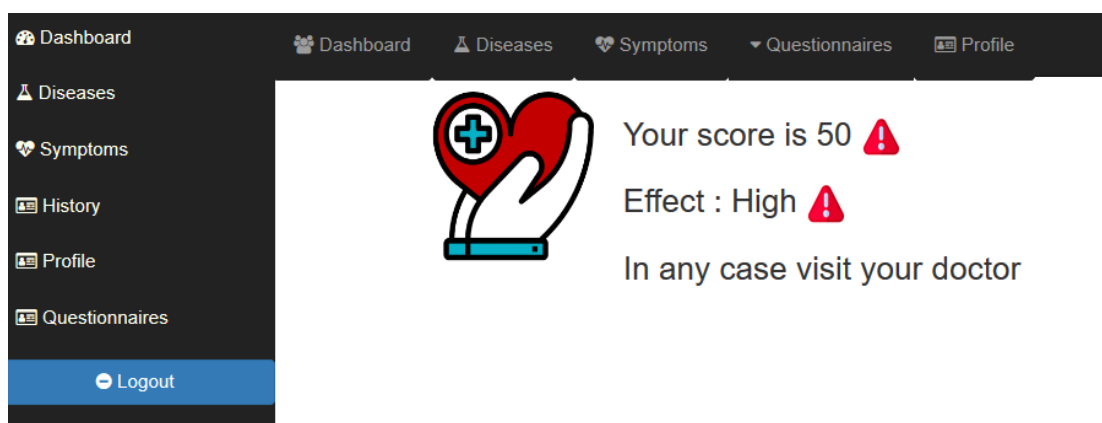 Dashboard
Diseases
Symptoms
History
Profile
Questionnaires
Logout
Dashboard Diseases Symptoms Questionnaires Profile
Your score is 50
Effect : High
In any case visit your doctor